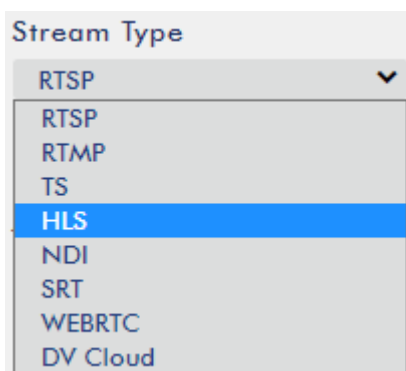 Stream Type
RTSP
RTSP
RTMP
TS
HLS
NDI
SRT
WEBRTC
DV Cloud